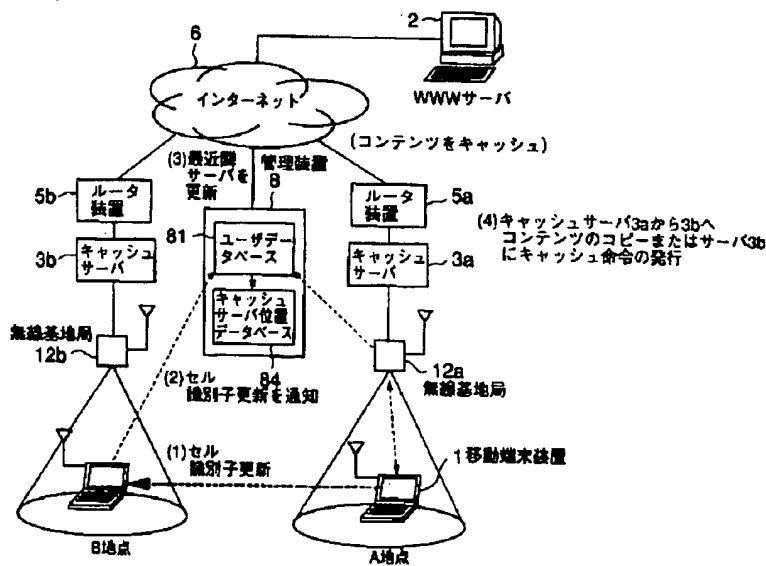 2
WWWサーバ
6
インターネット
(コンテンツをキャッシュ)
(3)最近隣
サーバを
更新
管理装置
8
5b
ルータ
装置
ルータ
装置
5a
81
ユーザデー
タベース
(4)キャッシュサーバ3aから3bへ
コンテンツのコピーまたはサーバ3b
にキャッシュ命令の発行
3b
キャッシュ
サーバ
キャッシュ
サーバ
3a
キャッシュ
サーバ位置
データベース
84
無線基地局
12b
12a
無線基地局
(2)セル
識別子更新を通知
(1)セル
識別子更新
1移動端末装置
B地点
A地点